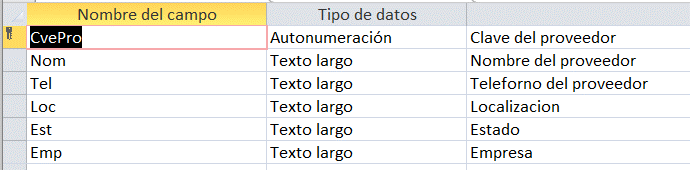 Nombre del campo Tipo de datos
CvePro Autonumeración Clave del proveedor
Nom Texto largo Nombre del proveedor
Tel Texto largo Teleforno del proveedor
Loc Texto largo Localizacion
Est Texto largo Estado
Emp Texto largo Empresa